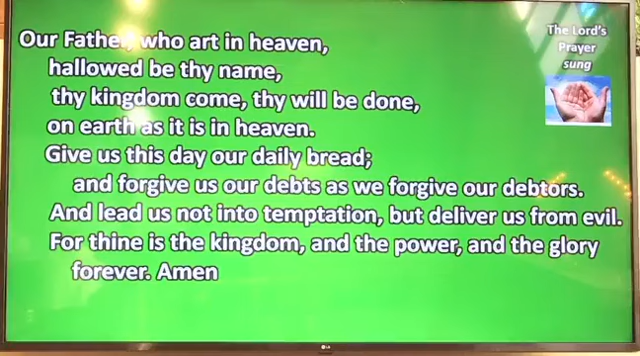 The Lord's
Prayer
sung
Our Father, who art in heaven,
hallowed be thy name,
thy kingdom come, thy will be done,
on earth as it is in heaven.
Give us this day our daily bread;
and forgive us our debts as we forgive our debtors.
And lead us not into temptation, but deliver us from evil.
For thine is the kingdom, and the power, and the glory
forever. Amen
LG